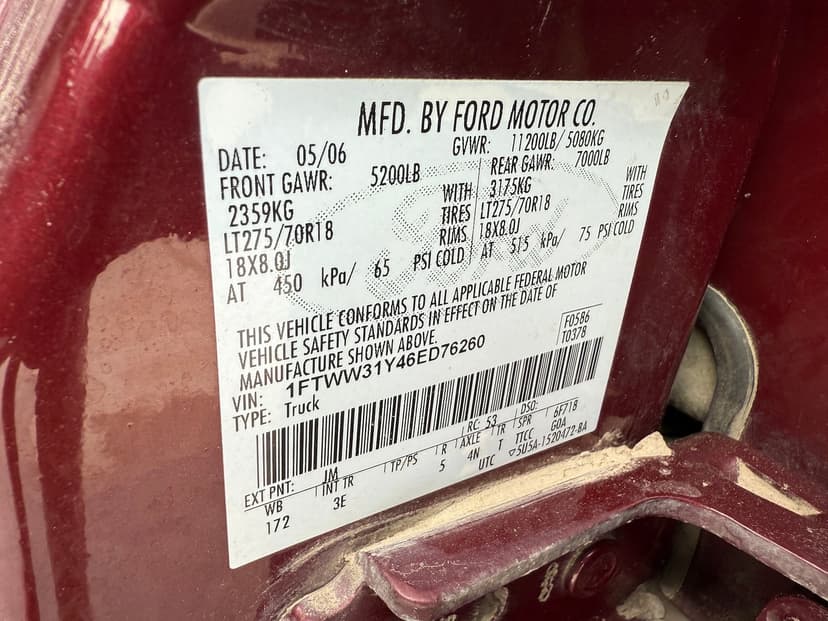 MFD. BY FORD MOTOR CO.
DATE: 05/06 GVWR: 11200LB/ 5080KG
FRONT GAWR: 5200LB REAR GAWR: 7000LB
2359KG WITH 3175KG WITH
LT275/70R18 TIRES LT275/70R18 TIRES
18X8.0J RIMS 18X8.0J RIMS
AT 450 kPa/ 65 PSI COLD AT 515 kPa/ 75 PSI COLD
THIS VEHICLE CONFORMS TO ALL APPLICABLE FEDERAL MOTOR
VEHICLE SAFETY STANDARDS IN EFFECT ON THE DATE OF
MANUFACTURE SHOWN ABOVE.
F0586
T0378
VIN: 1FTWW31Y46ED76260
TYPE: Truck
EXT PNT: JM RC: 53 DSO:
WB INT TR TP/PS R AXLE TR SPR 6F718
172 3E 5 4N T TTCC G0A
UTC ▽5U5A-1520472-BA